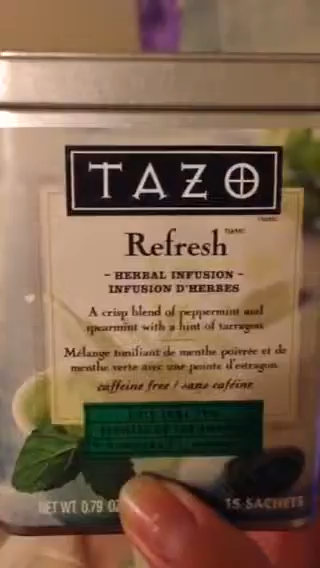 TAZO
Refresh
- HERBAL INFUSION -
INFUSION D'HERBES
A crisp blend of peppermint and
spearmint with a hint of tarragon.
Mélange tonifiant de menthe poivrée et de
menthe verte avec une pointe d'estragon.
caffeine free / sans caféine
NET WT 0.79 OZ
15 SACHETS